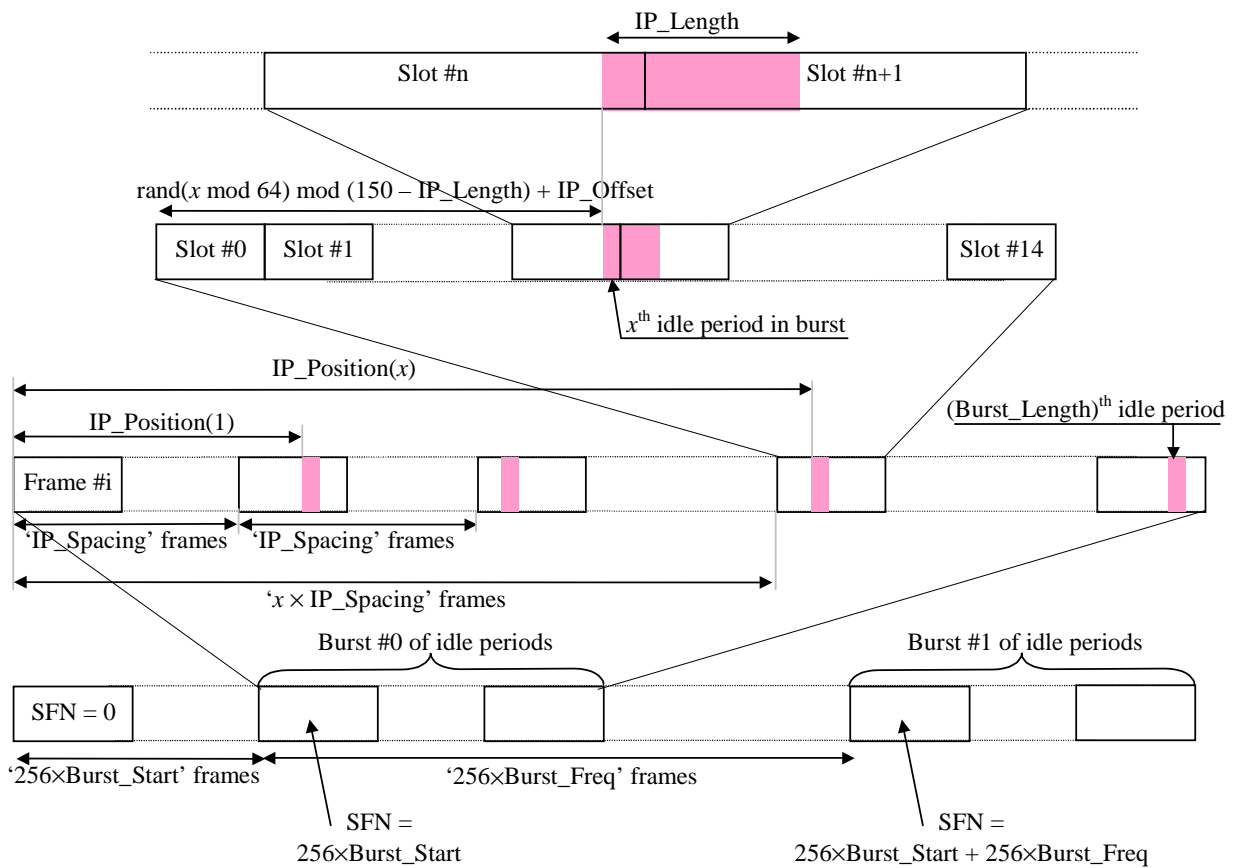 IP_Length
Slot #n
Slot #n+1
rand(x mod 64) mod (150 – IP_Length) + IP_Offset
Slot #0
Slot #1
Slot #14
xth idle period in burst
IP_Position(x)
IP_Position(1)
(Burst_Length)th idle period
Frame #i
‘IP_Spacing’ frames
‘IP_Spacing’ frames
‘x × IP_Spacing’ frames
Burst #0 of idle periods
Burst #1 of idle periods
SFN = 0
‘256×Burst_Start’ frames
‘256×Burst_Freq’ frames
SFN =
256×Burst_Start
SFN =
256×Burst_Start + 256×Burst_Freq